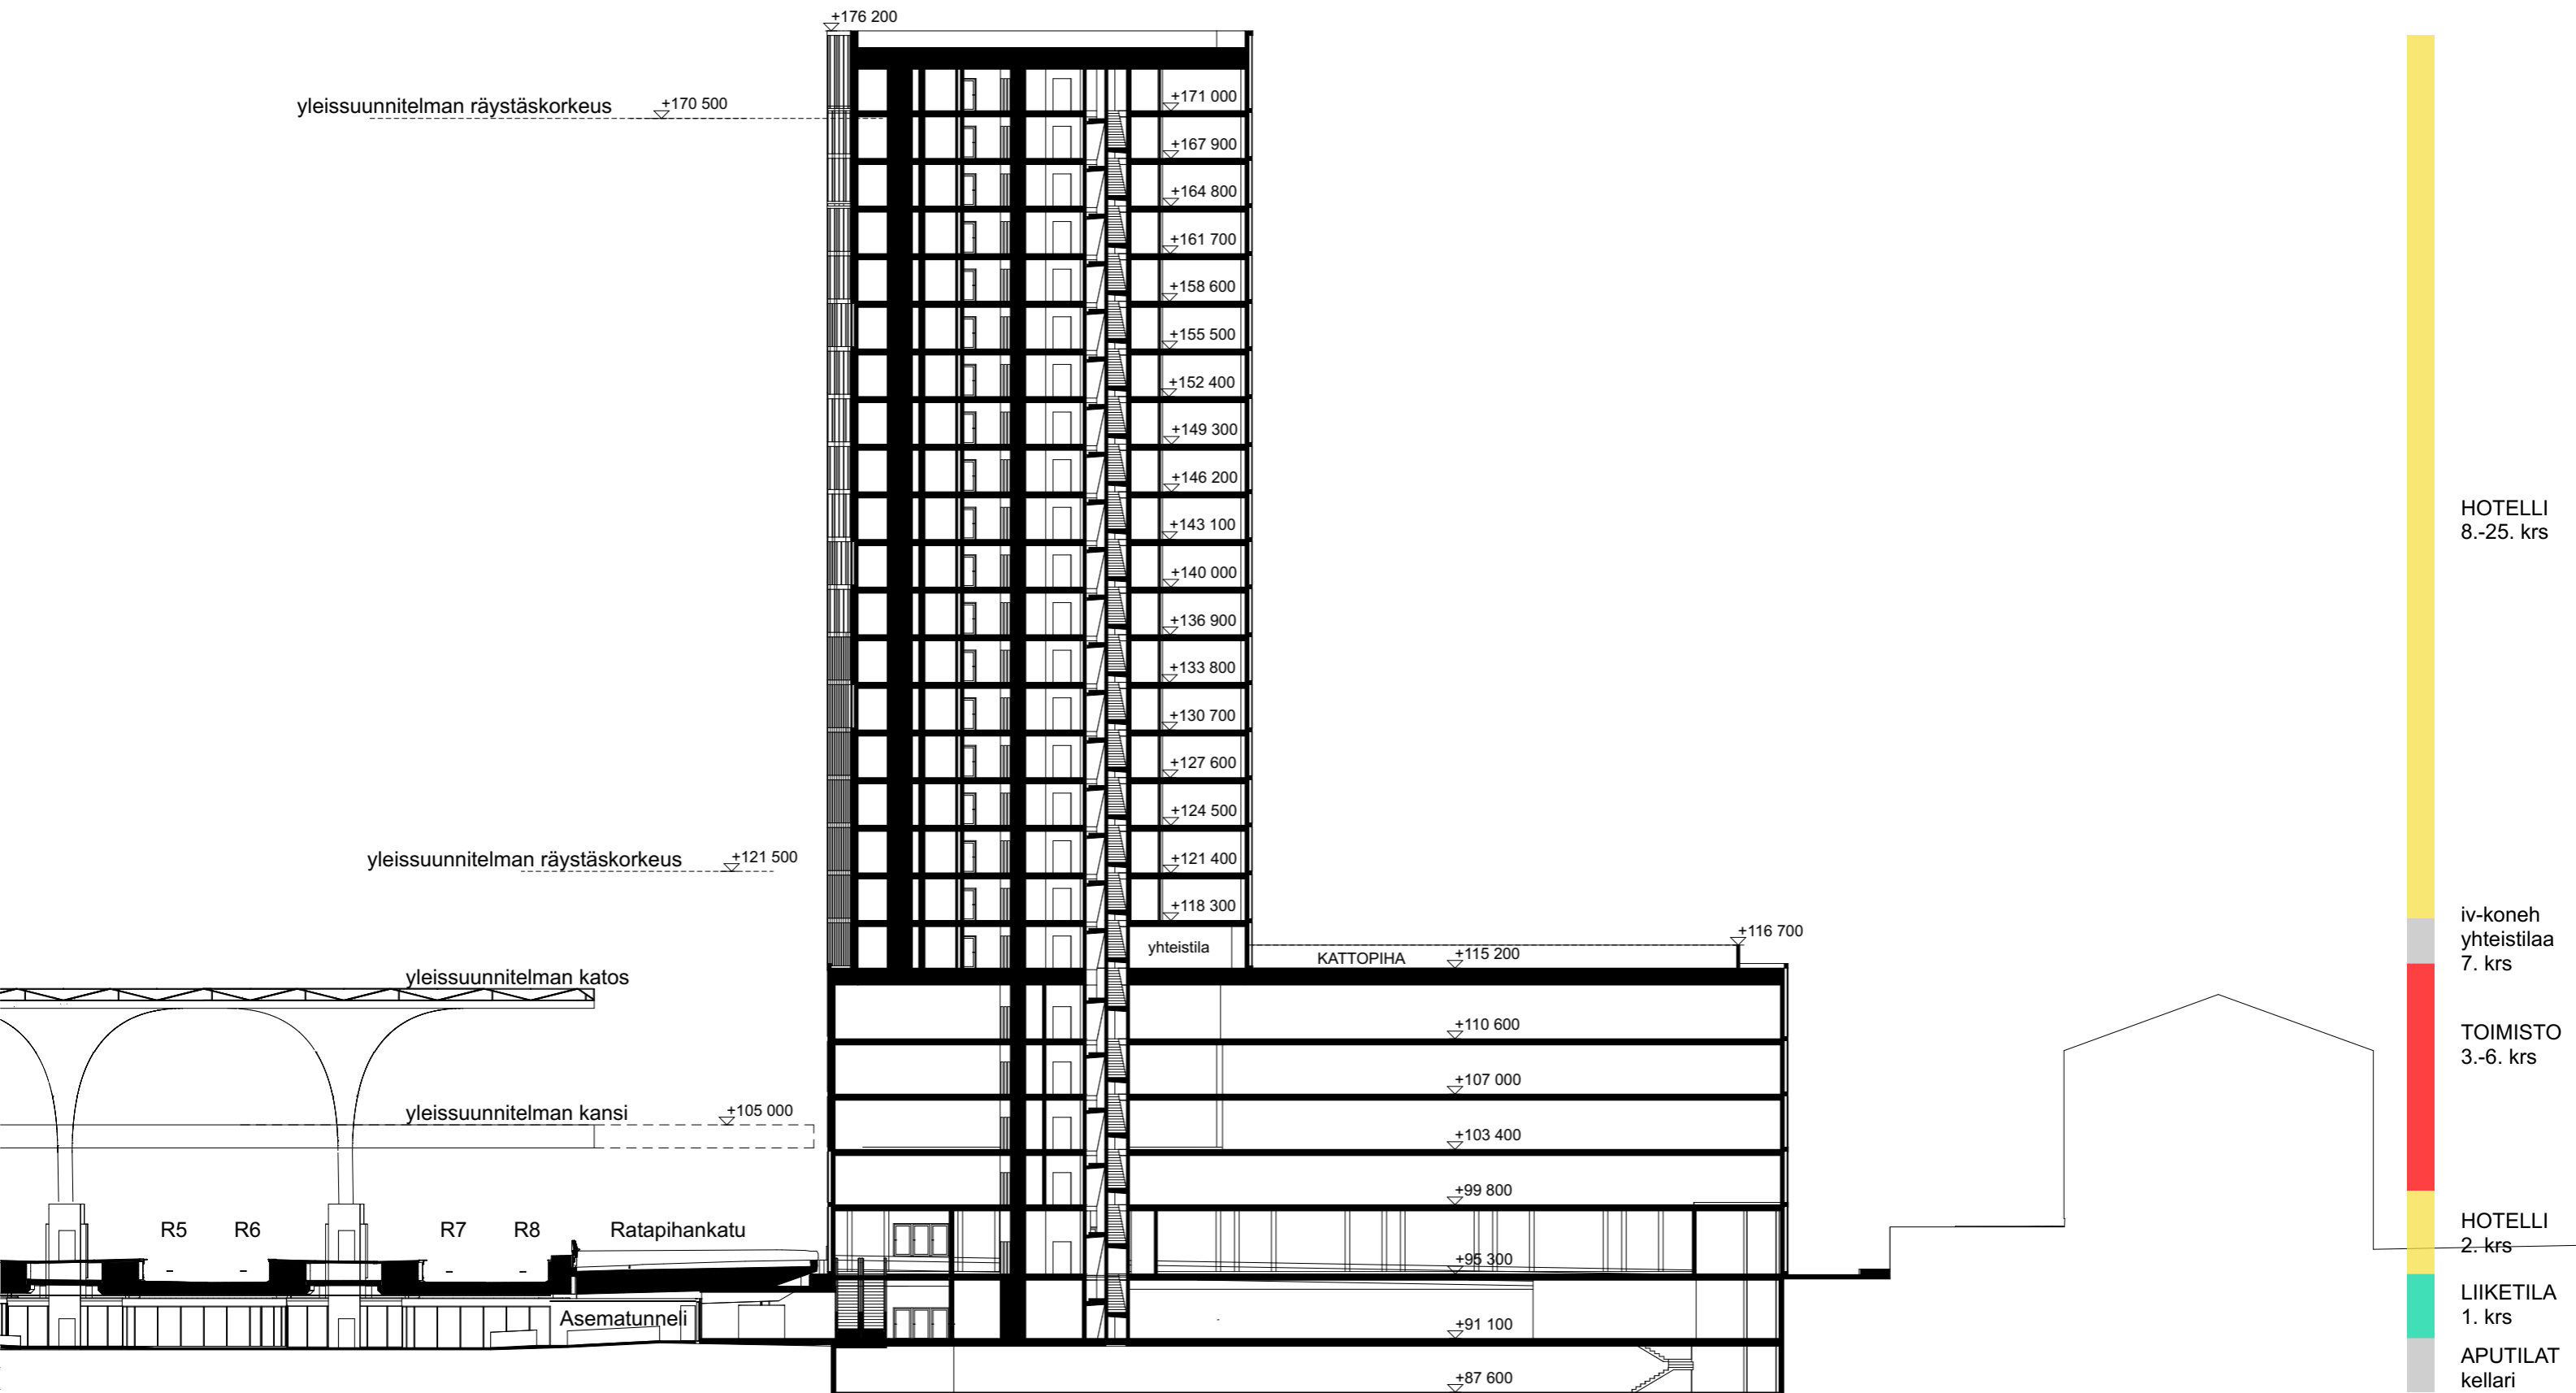 +176 200
yleissuunnitelman räystäskorkeus
+170 500
+171 000
+167 900
+164 800
+161 700
+158 600
+155 500
+152 400
+149 300
+146 200
+143 100
+140 000
+136 900
+133 800
+130 700
+127 600
+124 500
yleissuunnitelman räystäskorkeus
+121 500
+121 400
+118 300
yhteistila
KATTOPIHA
+115 200
+116 700
yleissuunnitelman katos
+110 600
+107 000
yleissuunnitelman kansi
+105 000
+103 400
+99 800
R5
R6
R7
R8
Ratapihankatu
+95 300
Asematunneli
+91 100
+87 600
HOTELLI
8.-25. krs
iv-koneh
yhteistilaa
7. krs
TOIMISTO
3.-6. krs
HOTELLI
2. krs
LIIKETILA
1. krs
APUTILAT
kellari